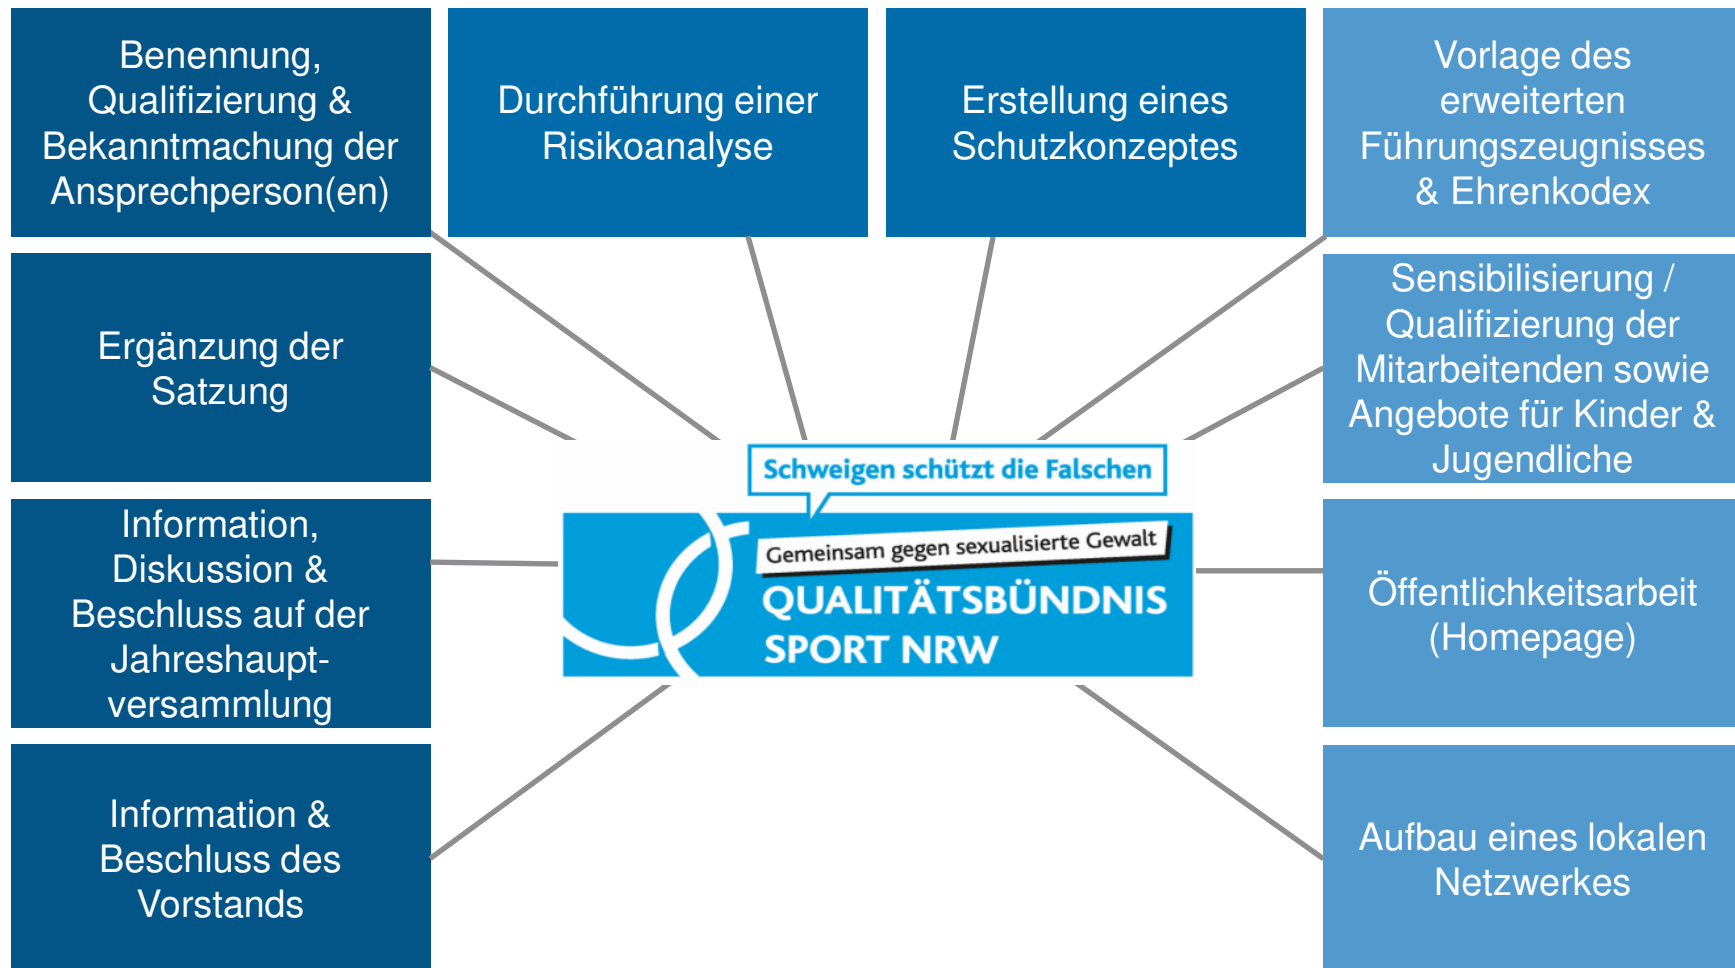 Benennung,
Qualifizierung &
Bekanntmachung der
Ansprechperson(en)
Durchführung einer
Risikoanalyse
Erstellung eines
Schutzkonzeptes
Vorlage des
erweiterten
Führungszeugnisses
& Ehrenkodex
Ergänzung der
Satzung
Sensibilisierung /
Qualifizierung der
Mitarbeitenden sowie
Angebote für Kinder &
Jugendliche
Schweigen schützt die Falschen
Gemeinsam gegen sexualisierte Gewalt
QUALITÄTSBÜNDNIS
SPORT NRW
Information,
Diskussion &
Beschluss auf der
Jahreshaupt-
versammlung
Öffentlichkeitsarbeit
(Homepage)
Information &
Beschluss des
Vorstands
Aufbau eines lokalen
Netzwerkes